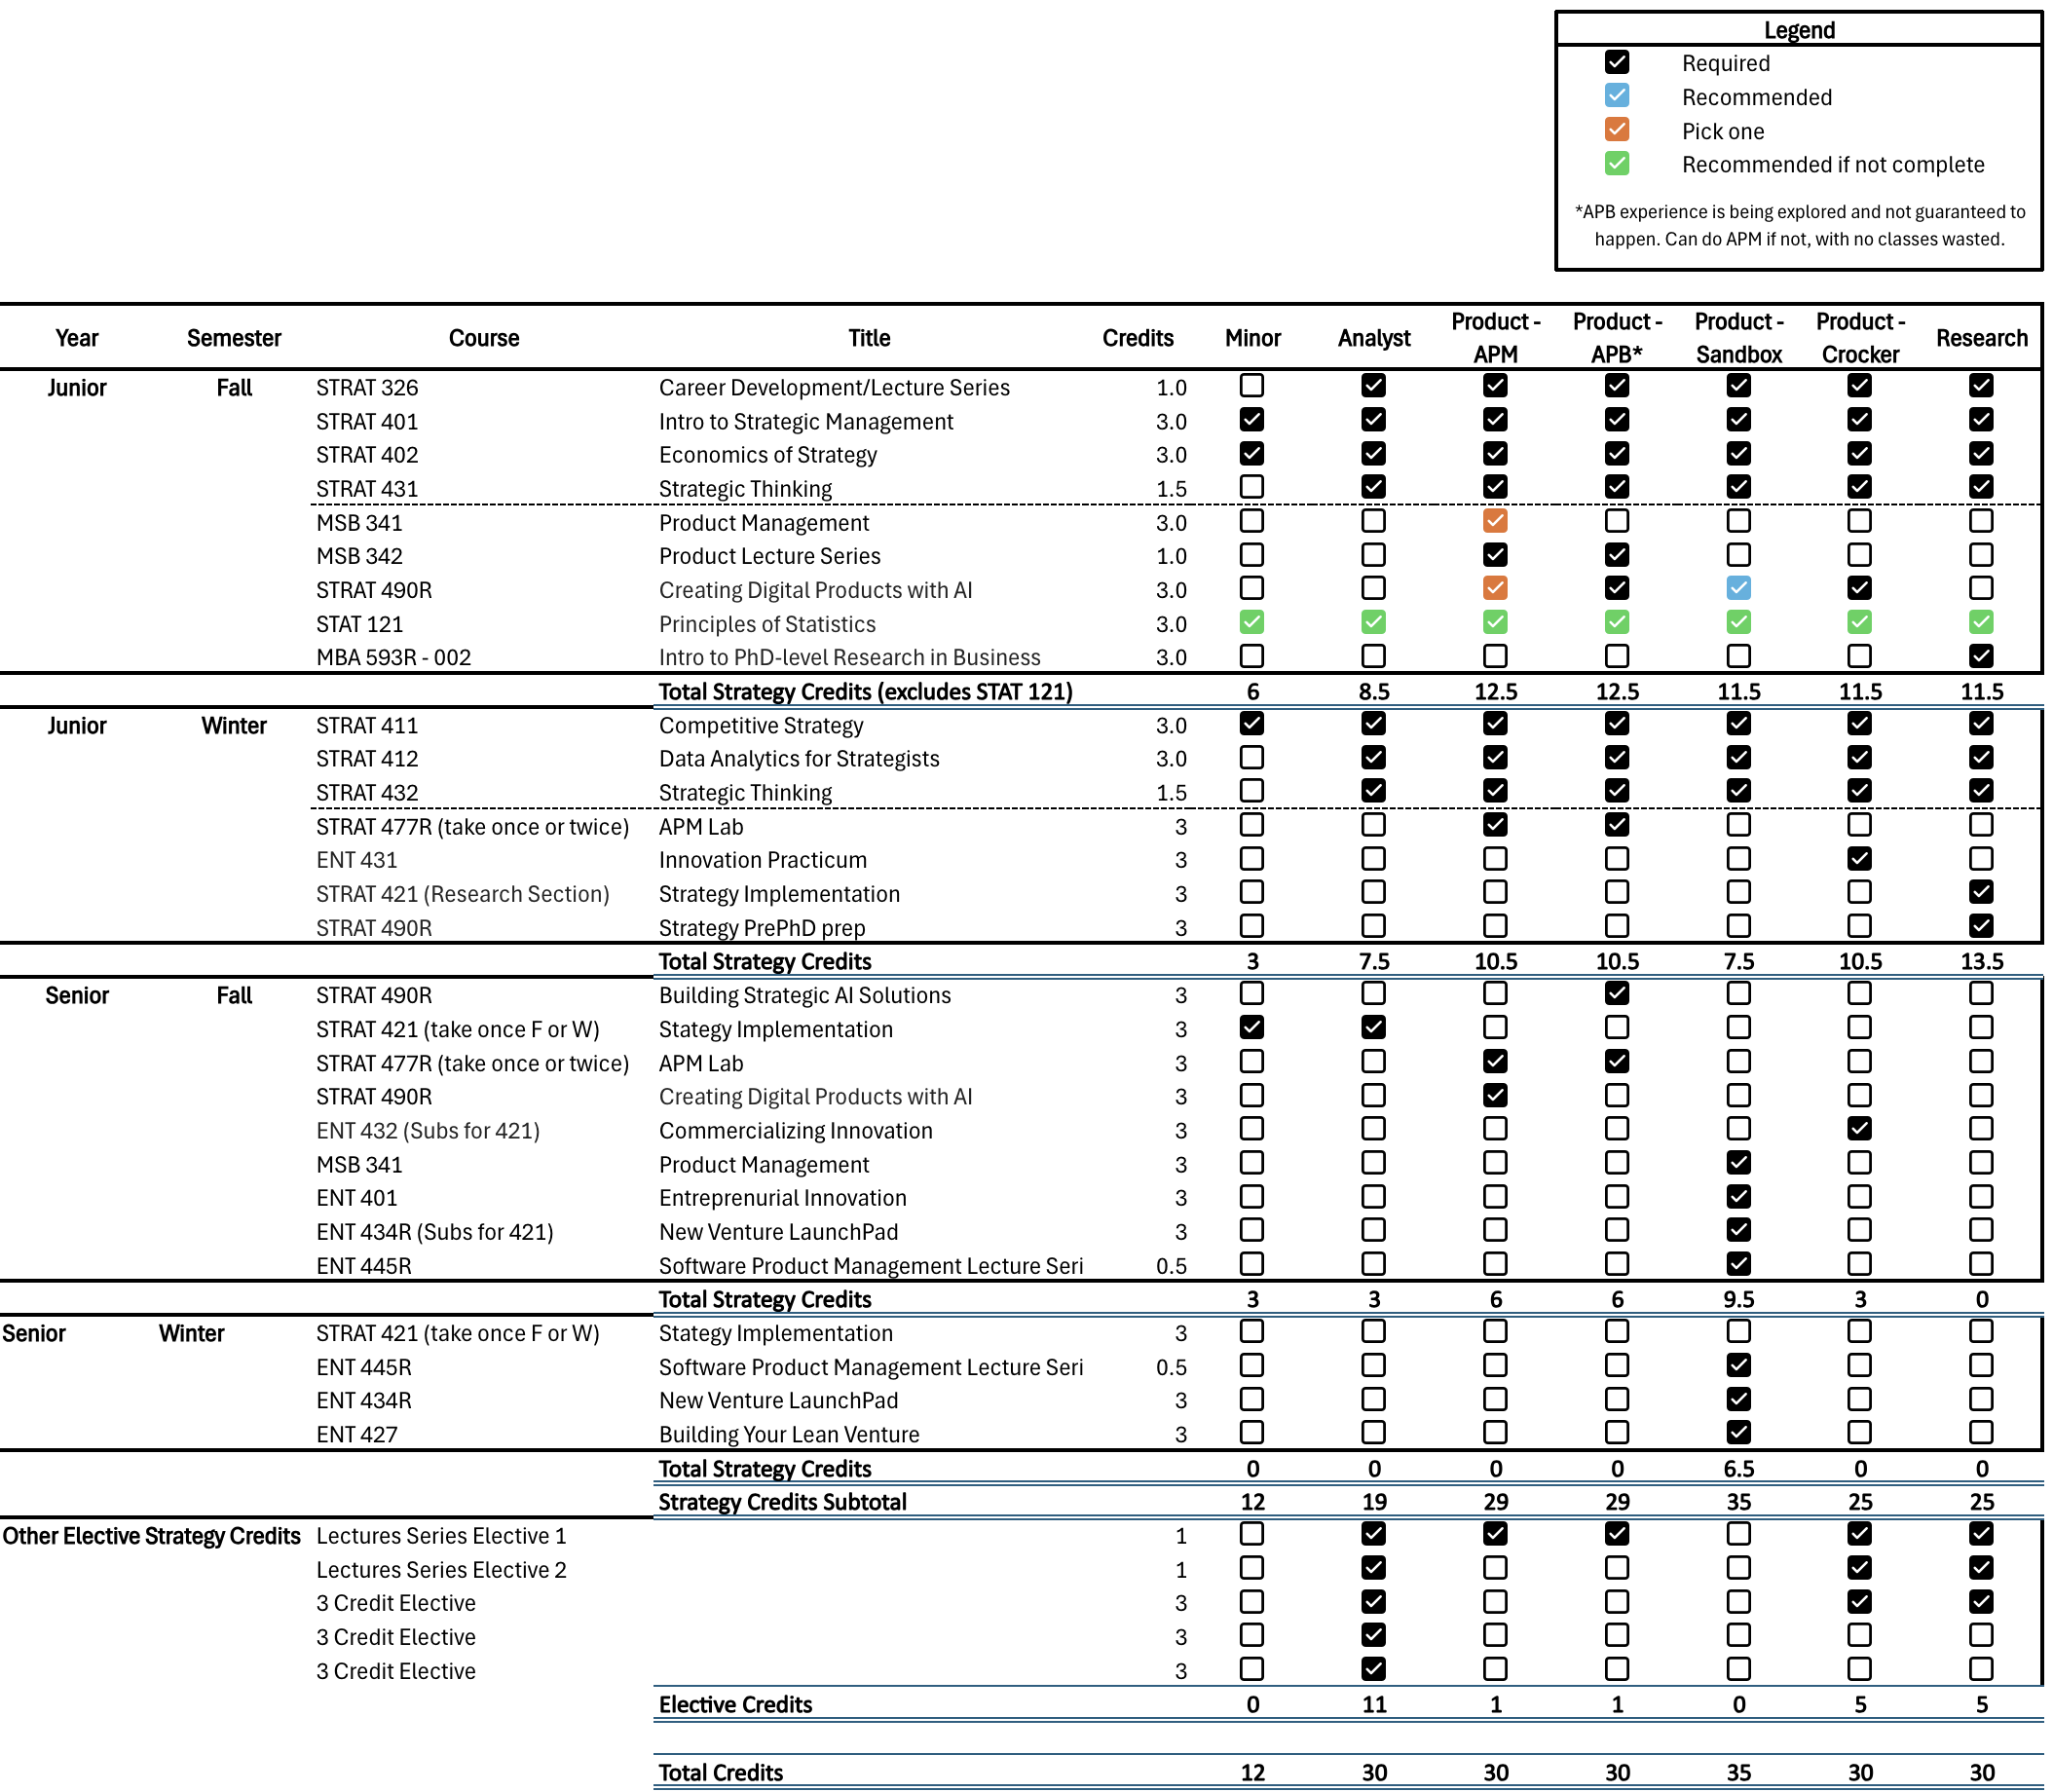 Legend
Required
Recommended
Pick one
Recommended if not complete
*APB experience is being explored and not guaranteed to
happen. Can do APM if not, with no classes wasted.
Year Semester Course Title Credits Minor Analyst Product - APM Product - APB* Product - Sandbox Product - Crocker Research
Junior Fall STRAT 326 Career Development/Lecture Series 1.0
STRAT 401 Intro to Strategic Management 3.0
STRAT 402 Economics of Strategy 3.0
STRAT 431 Strategic Thinking 1.5
MSB 341 Product Management 3.0
MSB 342 Product Lecture Series 1.0
STRAT 490R Creating Digital Products with AI 3.0
STAT 121 Principles of Statistics 3.0
MBA 593R - 002 Intro to PhD-level Research in Business 3.0
Total Strategy Credits (excludes STAT 121) 6 8.5 12.5 12.5 11.5 11.5 11.5
Junior Winter STRAT 411 Competitive Strategy 3.0
STRAT 412 Data Analytics for Strategists 3.0
STRAT 432 Strategic Thinking 1.5
STRAT 477R (take once or twice) APM Lab 3
ENT 431 Innovation Practicum 3
STRAT 421 (Research Section) Strategy Implementation 3
STRAT 490R Strategy PrePhD prep 3
Total Strategy Credits 3 7.5 10.5 10.5 7.5 10.5 13.5
Senior Fall STRAT 490R Building Strategic AI Solutions 3
STRAT 421 (take once F or W) Stategy Implementation 3
STRAT 477R (take once or twice) APM Lab 3
STRAT 490R Creating Digital Products with AI 3
ENT 432 (Subs for 421) Commercializing Innovation 3
MSB 341 Product Management 3
ENT 401 Entreprenurial Innovation 3
ENT 434R (Subs for 421) New Venture LaunchPad 3
ENT 445R Software Product Management Lecture Seri 0.5
Total Strategy Credits 3 3 6 6 9.5 3 0
Senior Winter STRAT 421 (take once F or W) Stategy Implementation 3
ENT 445R Software Product Management Lecture Seri 0.5
ENT 434R New Venture LaunchPad 3
ENT 427 Building Your Lean Venture 3
Total Strategy Credits 0 0 0 0 6.5 0 0
Strategy Credits Subtotal 12 19 29 29 35 25 25
Other Elective Strategy Credits Lectures Series Elective 1 1
Lectures Series Elective 2 1
3 Credit Elective 3
3 Credit Elective 3
3 Credit Elective 3
Elective Credits 0 11 1 1 0 5 5
Total Credits 12 30 30 30 35 30 30